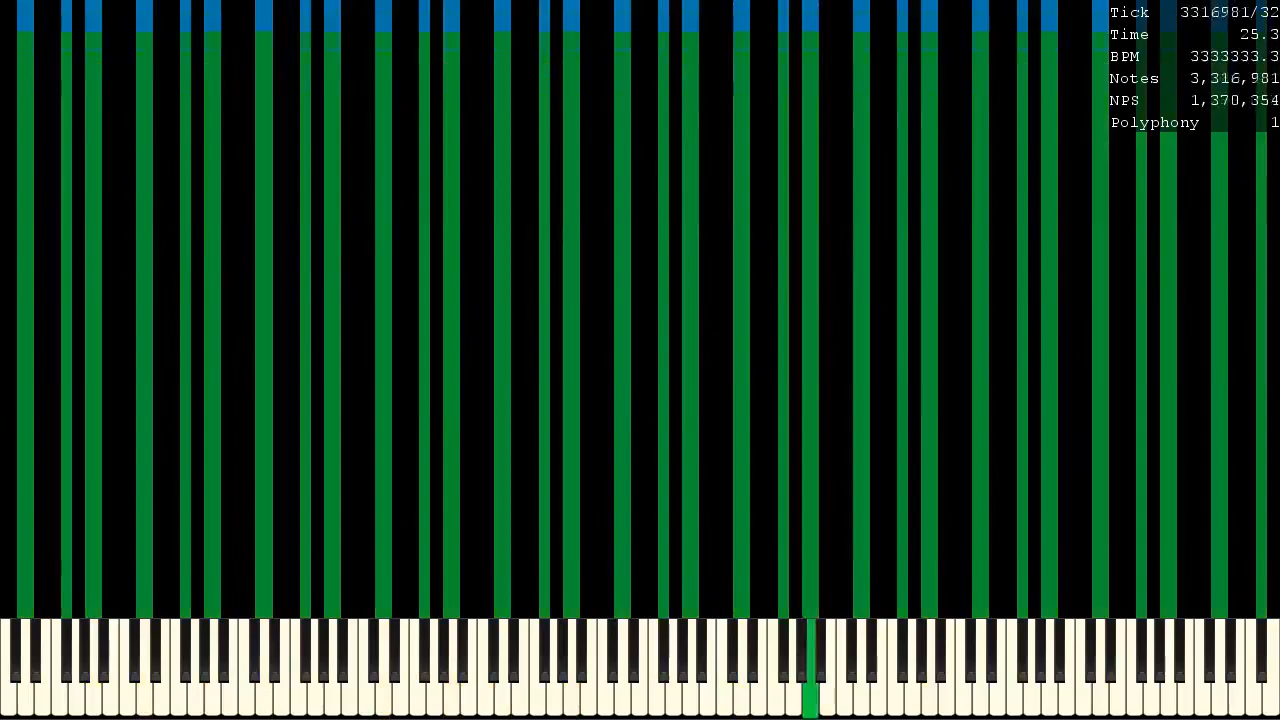 Tick 3316981/32
Time 25.3
BPM 3333333.3
Notes 3,316,981
NPS 1,370,354
Polyphony 1